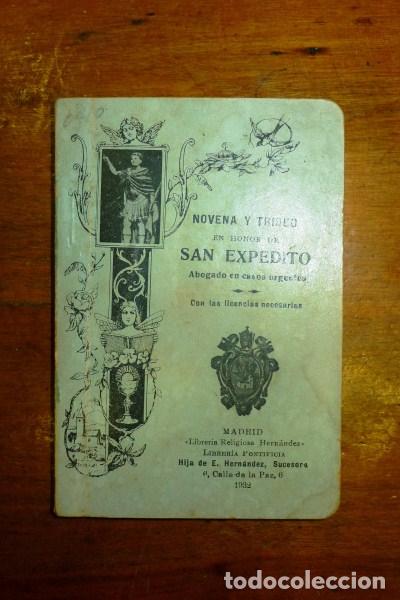 NOVENA Y TRIDUO
EN HONOR DE
SAN EXPEDITO
Abogado en casos urgentes
Con las licencias necesarias
MADRID
«Librería Religiosa Hernández»
LIBRERÍA PONTIFICIA
Hija de E. Hernández, Sucesora
6, Calle de la Paz, 6
1932
todocoleccion